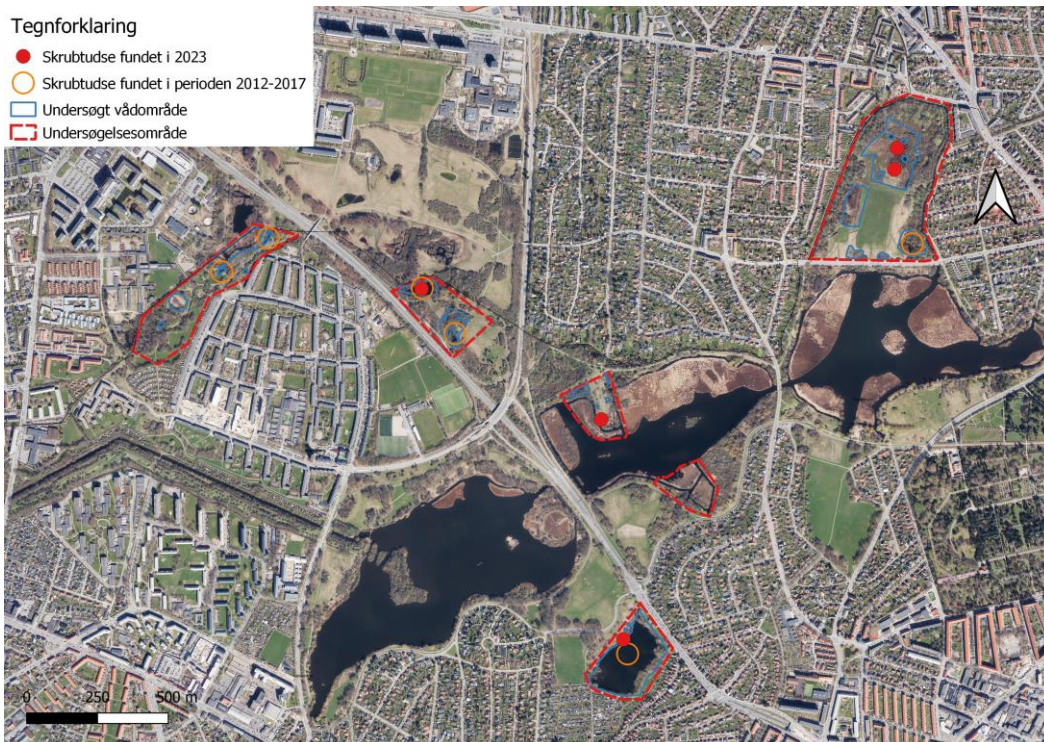 Tegnforklaring
Skrubtudse fundet i 2023
Skrubtudse fundet i perioden 2012-2017
Undersøgt vådområde
Undersøgelsesområde
0 250 500 m